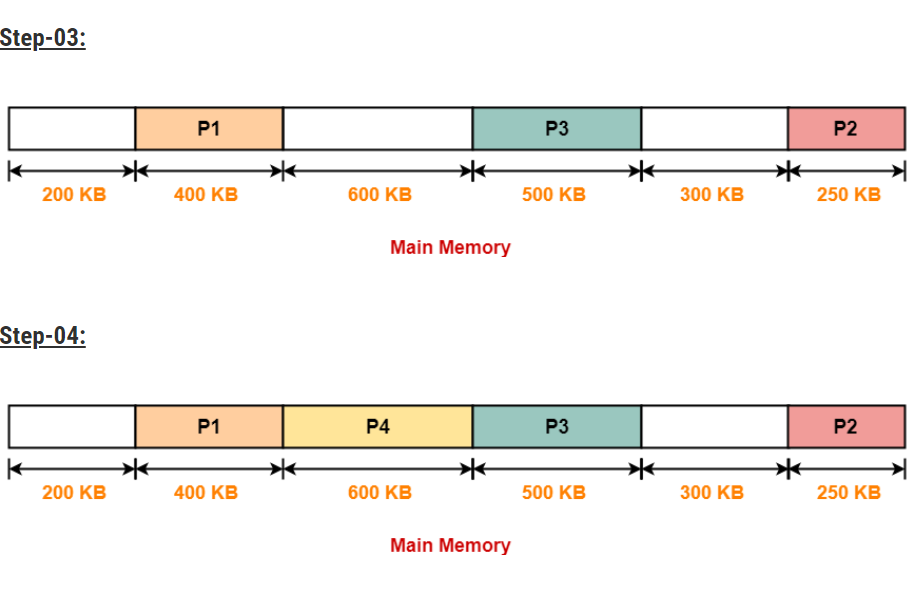 Step-03:
P1 P3 P2
200 KB 400 KB 600 KB 500 KB 300 KB 250 KB
Main Memory
Step-04:
P1 P4 P3 P2
200 KB 400 KB 600 KB 500 KB 300 KB 250 KB
Main Memory